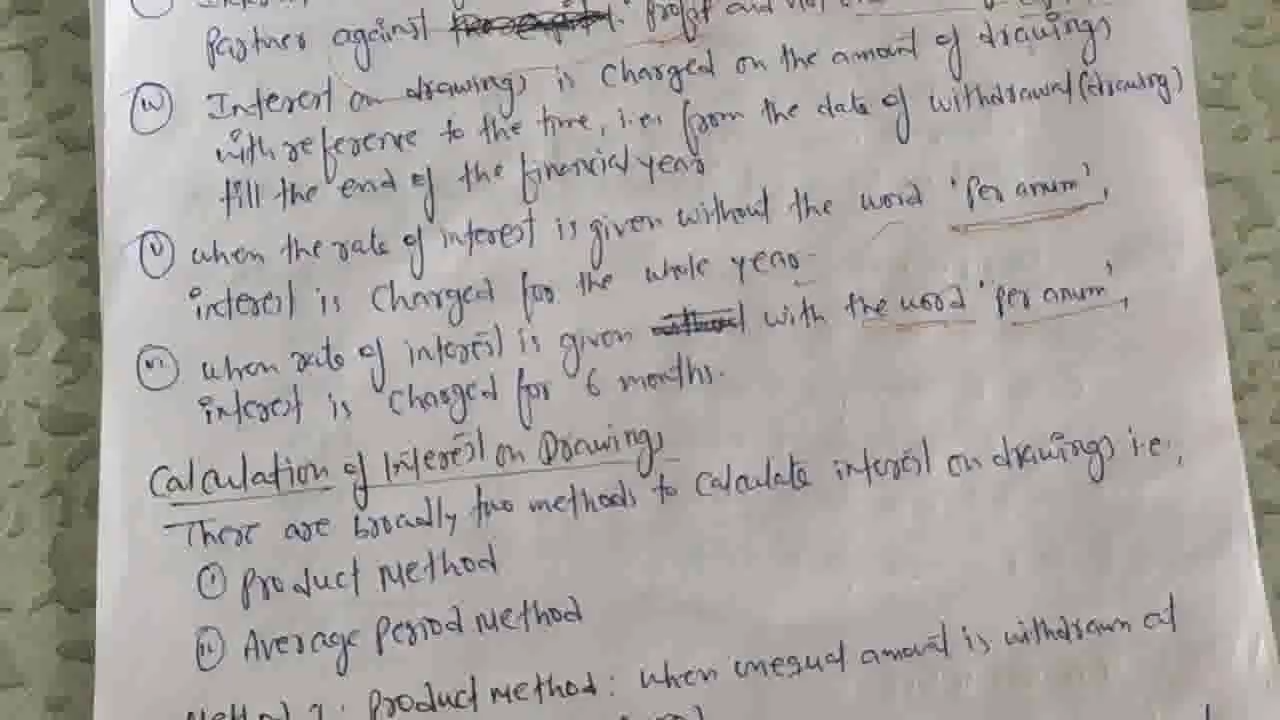 Partner against profit and
(iv) Interest on drawings is charged on the amount of drawings
with reference to the time, i.e. from the date of withdrawal (drawing)
till the end of the financial year
(v) when the rate of interest is given without the word 'per anum',
interest is charged for the whole year.
(vi) when rate of interest is given with the word 'per anum',
interest is charged for 6 months.
Calculation of Interest on Drawings
There are broadly two methods to calculate interest on drawings i.e.,
(i) Product Method
(ii) Average Period Method
Product method: when unequal amount is withdrawn at